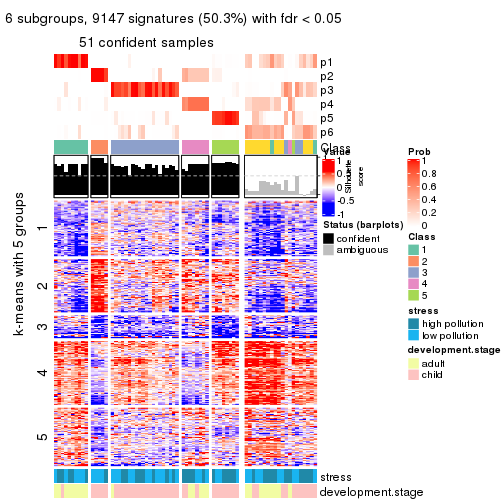 6 subgroups, 9147 signatures (50.3%) with fdr < 0.05
51 confident samples
p1
p2
p3
p4
p5
p6
Class
k-means with 5 groups
1
2
3
4
5
stress
development.stage
Value
1
0.5
0
-0.5
-1
Silhouette
score
Status (barplots)
confident
ambiguous
Prob
1
0.8
0.6
0.4
0.2
0
Class
1
2
3
4
5
stress
high pollution
low pollution
development.stage
adult
child